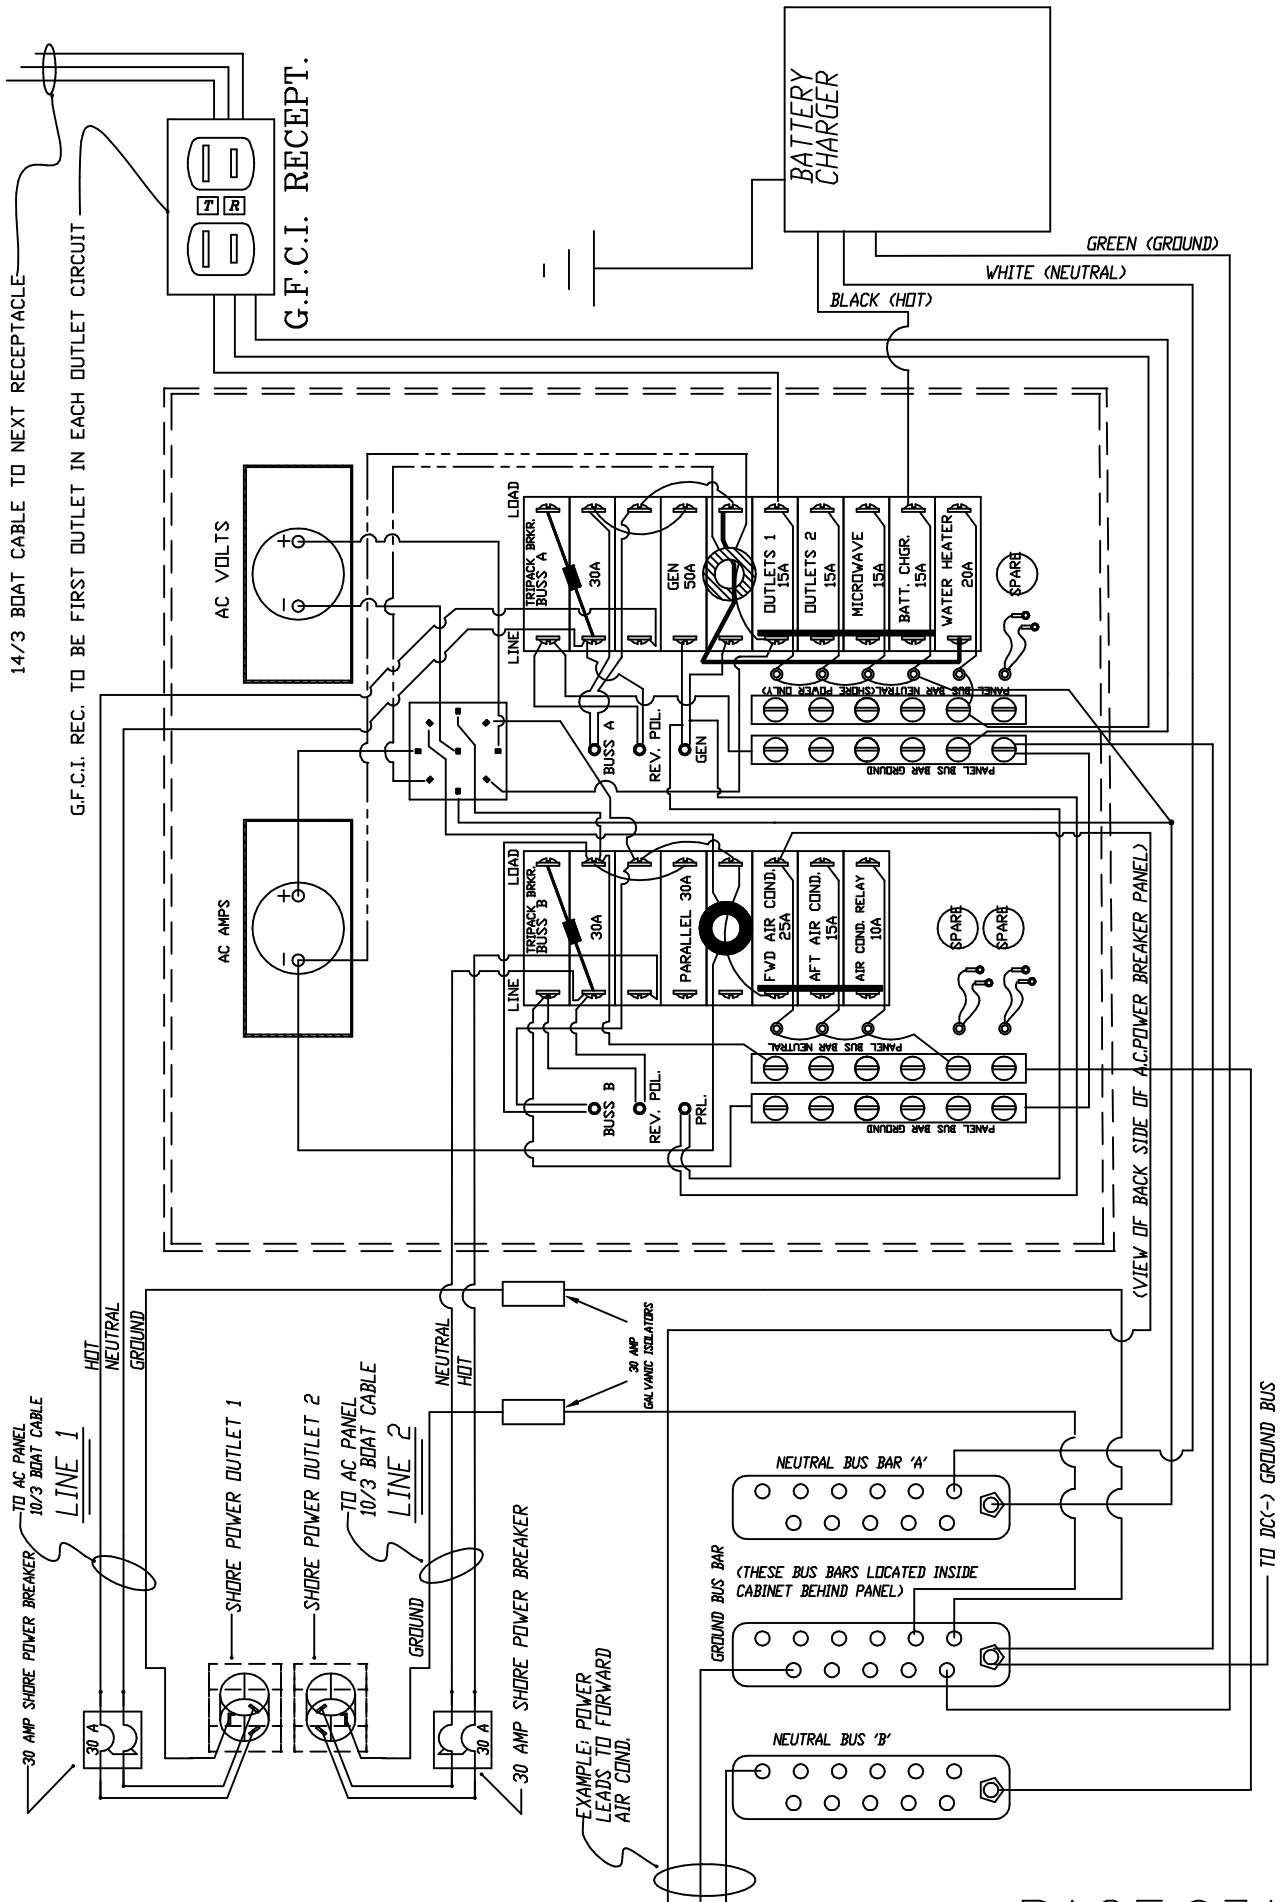 14/3 BOAT CABLE TO NEXT RECEPTACLE
G.F.C.I. REC. TO BE FIRST OUTLET IN EACH OUTLET CIRCUIT
T
R
G.F.C.I. RECEPT.
BATTERY
CHARGER
GREEN (GROUND)
WHITE (NEUTRAL)
BLACK (HOT)
AC VOLTS
+
−
AC AMPS
+
−
LOAD
LINE
TRIPACK BRKR.
BUSS A
30A
GEN
50A
OUTLETS 1
15A
OUTLETS 2
15A
MICROWAVE
15A
BATT. CHGR.
15A
WATER HEATER
20A
SPARE
BUSS A
REV. POL.
GEN
PANEL BUS BAR NEUTRAL(SHORE POWER ONLY)
PANEL BUS BAR GROUND
LOAD
LINE
TRIPACK BRKR.
BUSS B
30A
PARALLEL 30A
FWD AIR COND.
25A
AFT AIR COND.
15A
AIR COND. RELAY
10A
SPARE
SPARE
BUSS B
REV. POL.
PRL.
PANEL BUS BAR NEUTRAL
PANEL BUS BAR GROUND
(VIEW OF BACK SIDE OF A.C.POWER BREAKER PANEL)
HOT
NEUTRAL
GROUND
NEUTRAL
HOT
30 AMP
GALVANIC ISOLATORS
TO AC PANEL
10/3 BOAT CABLE
LINE 1
SHORE POWER OUTLET 1
SHORE POWER OUTLET 2
TO AC PANEL
10/3 BOAT CABLE
LINE 2
GROUND
30 AMP SHORE POWER BREAKER
30 A
30 A
30 AMP SHORE POWER BREAKER
EXAMPLE: POWER
LEADS TO FORWARD
AIR COND.
NEUTRAL BUS BAR 'A'
(THESE BUS BARS LOCATED INSIDE
CABINET BEHIND PANEL)
GROUND BUS BAR
NEUTRAL BUS 'B'
TO DC(-) GROUND BUS